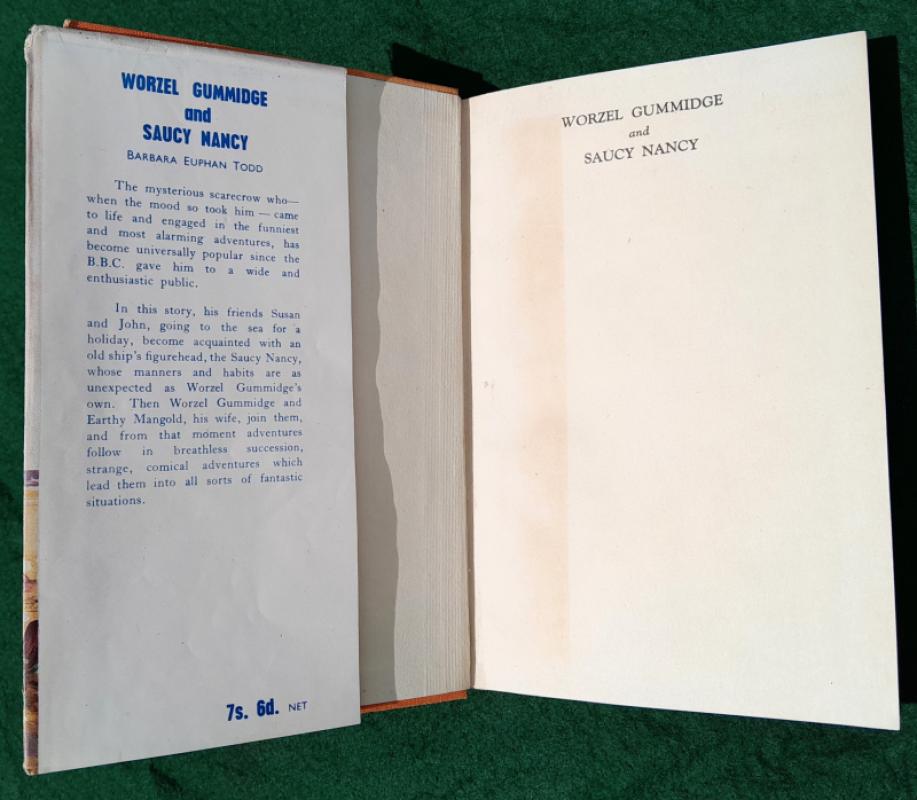 WORZEL GUMMIDGE
and
SAUCY NANCY
BARBARA EUPHAN TODD
The mysterious scarecrow who—
when the mood so took him — came
to life and engaged in the funniest
and most alarming adventures, has
become universally popular since the
B.B.C. gave him to a wide and
enthusiastic public.
In this story, his friends Susan
and John, going to the sea for a
holiday, become acquainted with an
old ship's figurehead, the Saucy Nancy,
whose manners and habits are as
unexpected as Worzel Gummidge's
own. Then Worzel Gummidge and
Earthy Mangold, his wife, join them,
and from that moment adventures
follow in breathless succession,
strange, comical adventures which
lead them into all sorts of fantastic
situations.
7s. 6d. NET
WORZEL GUMMIDGE
and
SAUCY NANCY